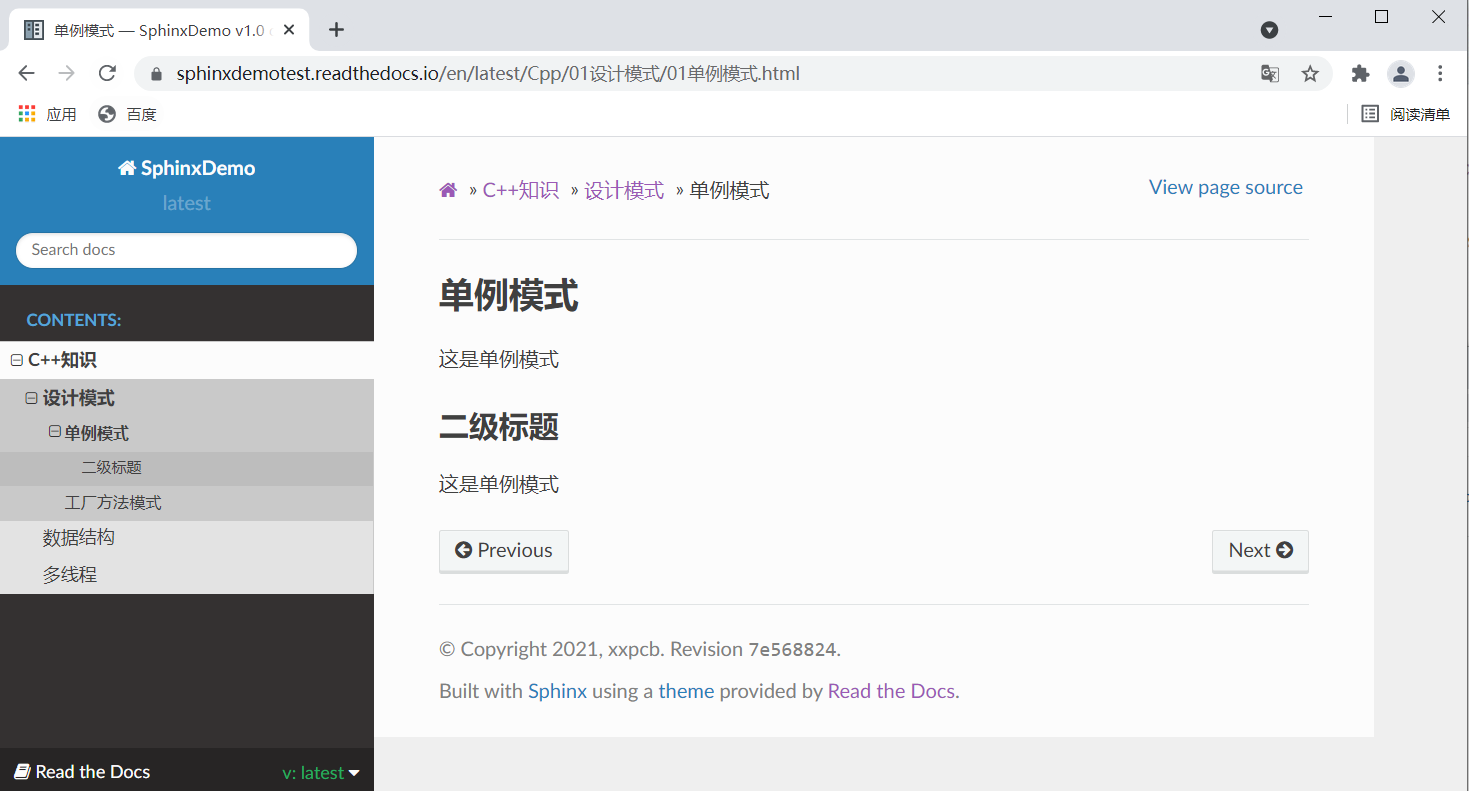 单例模式 — SphinxDemo v1.0
sphinxdemotest.readthedocs.io/en/latest/Cpp/01设计模式/01单例模式.html
应用 百度 阅读清单
SphinxDemo
latest
Search docs
CONTENTS:
C++知识
设计模式
单例模式
二级标题
工厂方法模式
数据结构
多线程
Read the Docs v: latest
» C++知识 » 设计模式 » 单例模式 View page source
单例模式
这是单例模式
二级标题
这是单例模式
Previous Next
© Copyright 2021, xxpcb. Revision 7e568824.
Built with Sphinx using a theme provided by Read the Docs.